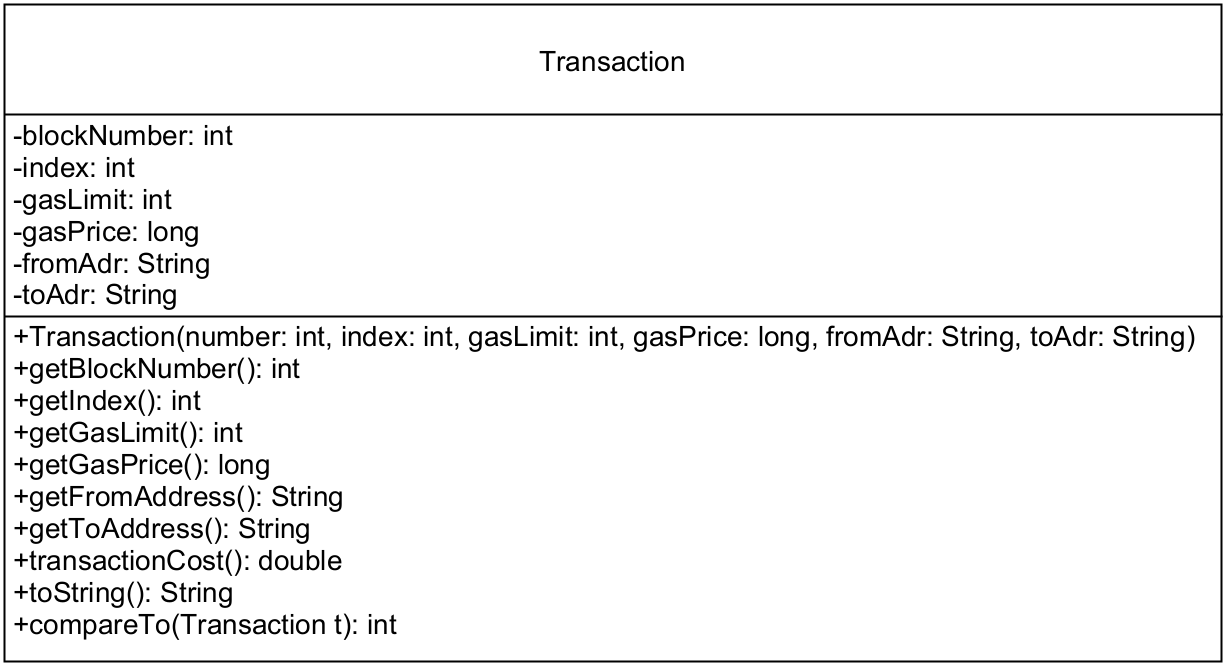 Transaction
-blockNumber: int
-index: int
-gasLimit: int
-gasPrice: long
-fromAdr: String
-toAdr: String
+Transaction(number: int, index: int, gasLimit: int, gasPrice: long, fromAdr: String, toAdr: String)
+getBlockNumber(): int
+getIndex(): int
+getGasLimit(): int
+getGasPrice(): long
+getFromAddress(): String
+getToAddress(): String
+transactionCost(): double
+toString(): String
+compareTo(Transaction t): int